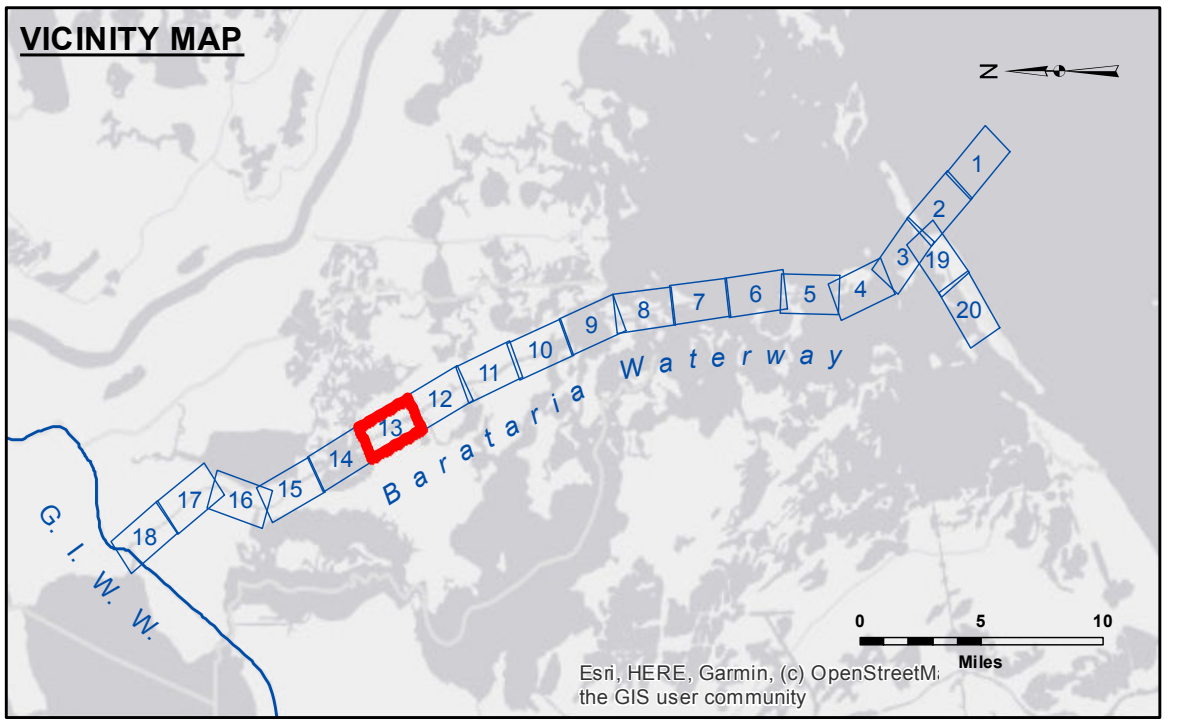 VICINITY MAP
N
1
2
3
19
20
4
5
6
7
8
9
10
11
12
13
14
15
16
17
18
Barataria Waterway
G. I. W. W.
0 5 10
Miles
Esri, HERE, Garmin, (c) OpenStreetM
the GIS user community